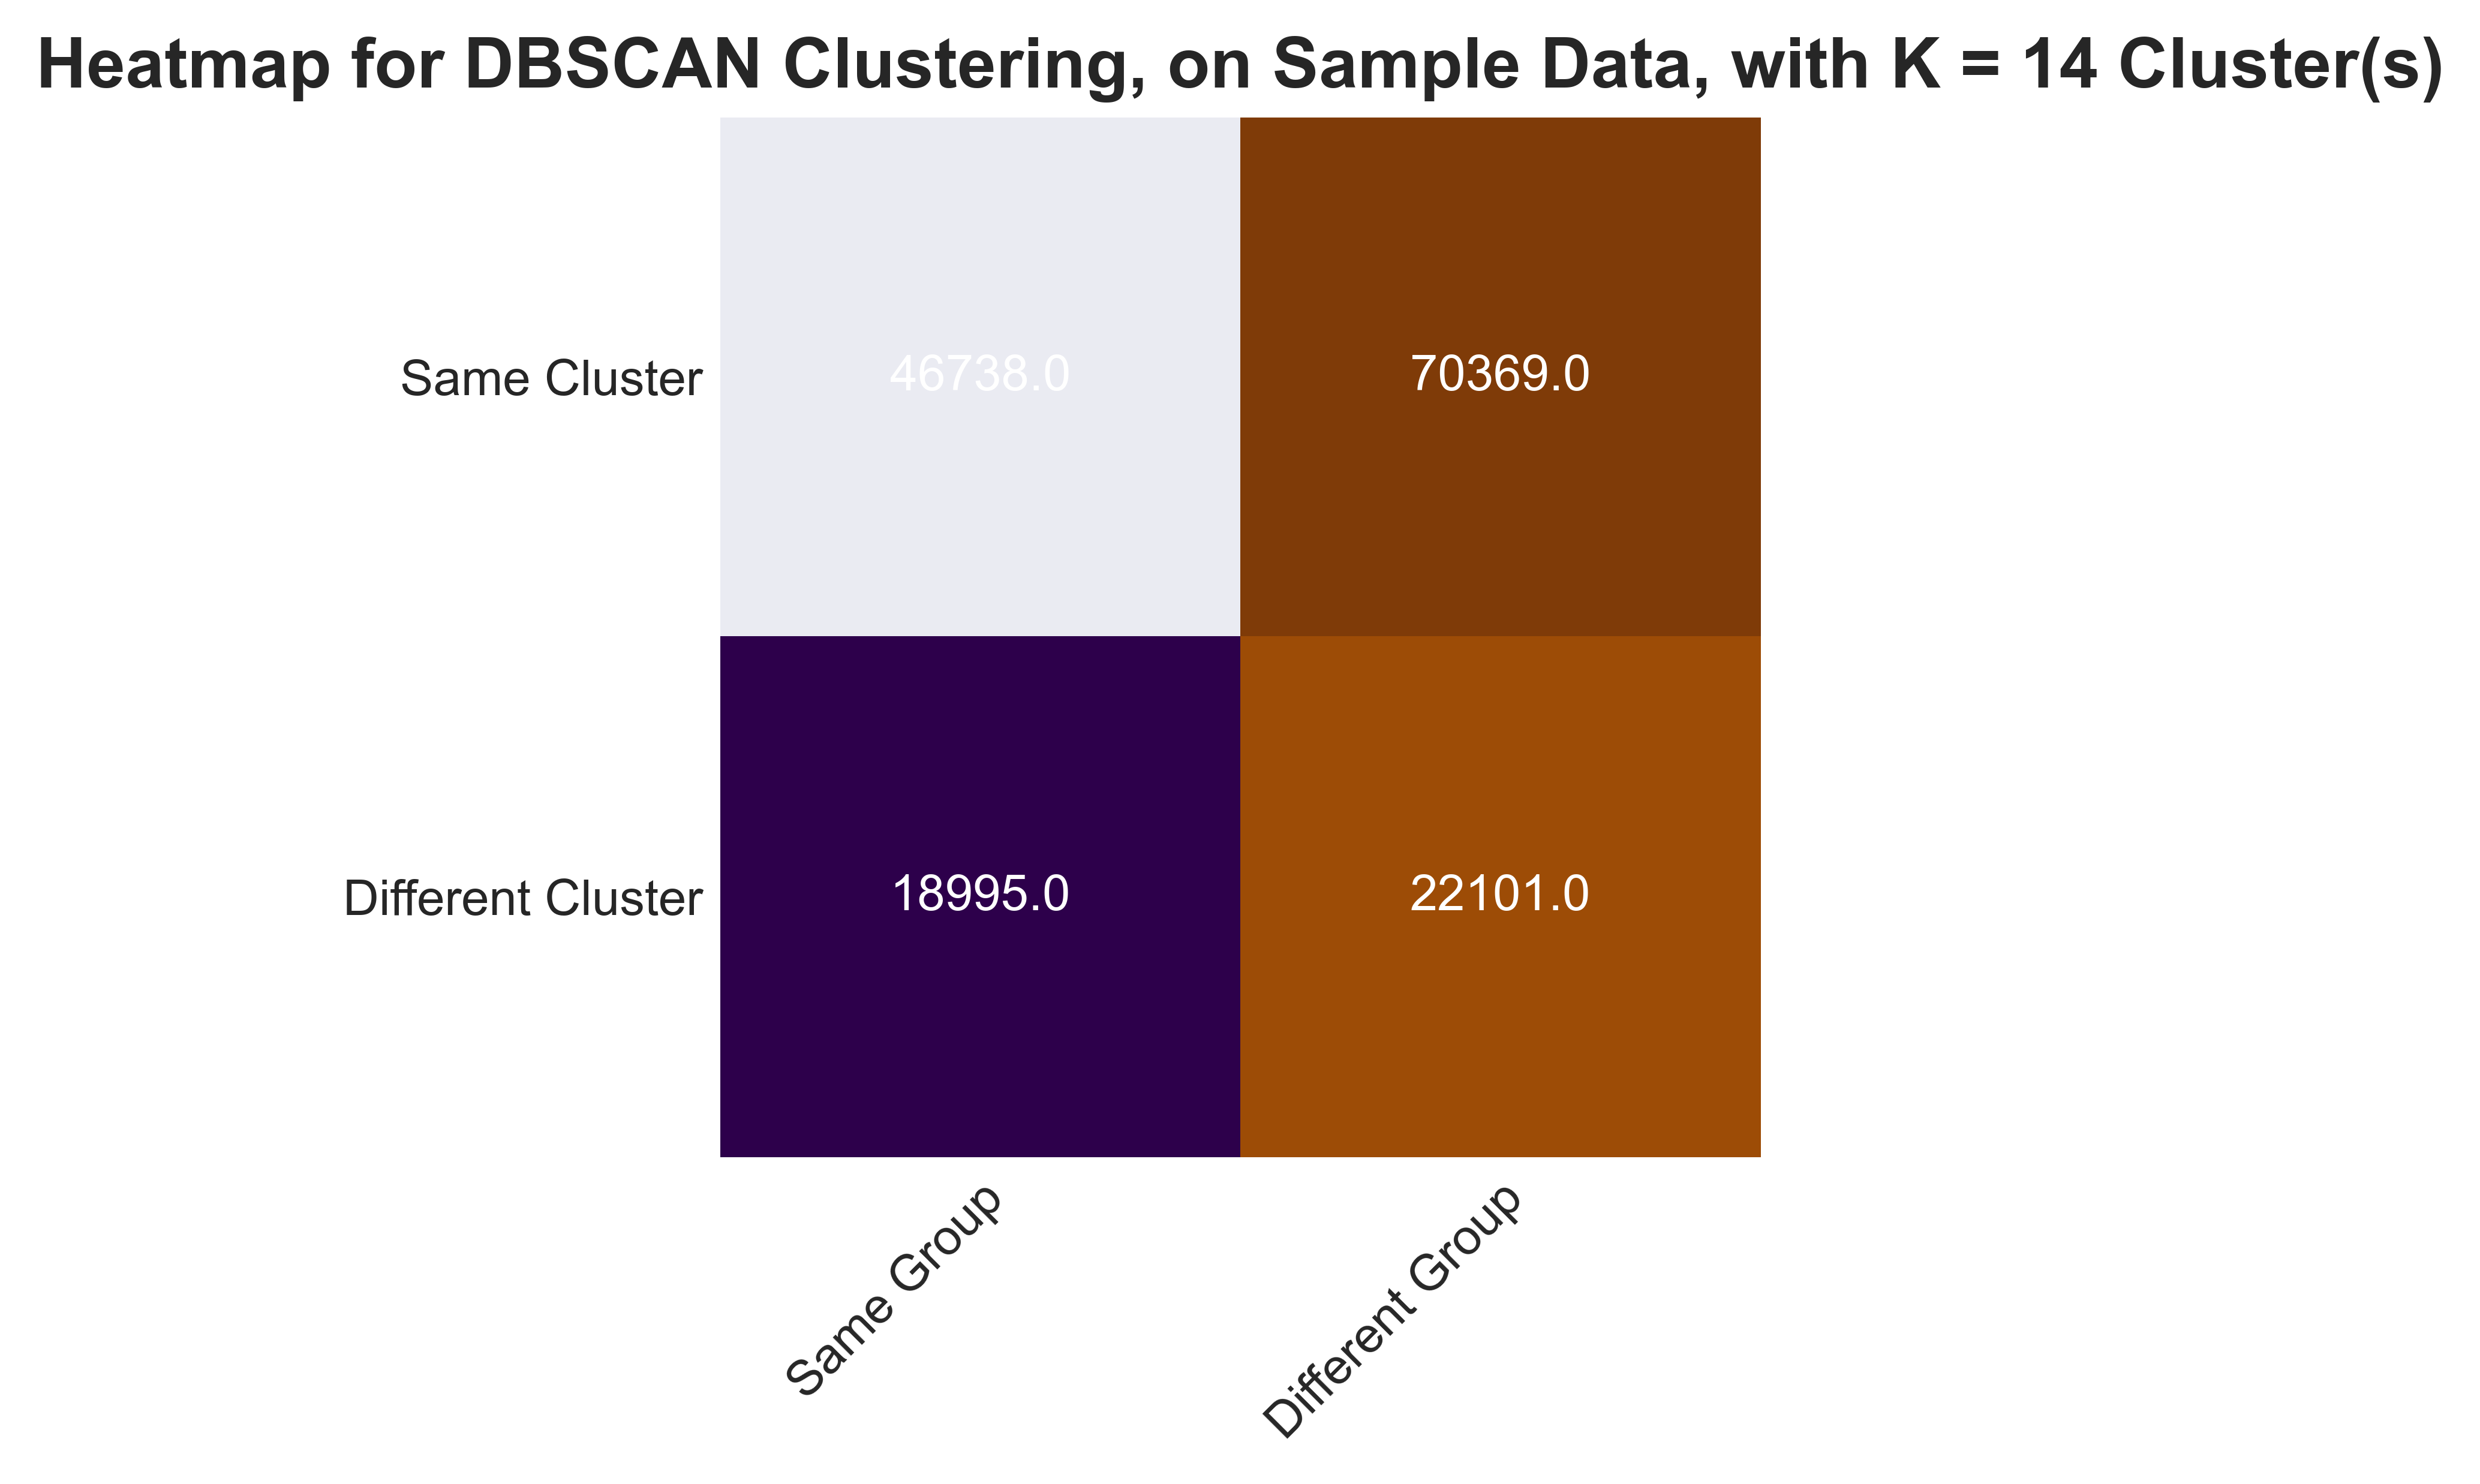 Heatmap for DBSCAN Clustering, on Sample Data, with K = 14 Cluster(s)
Same Cluster
46738.0
70369.0
Different Cluster
18995.0
22101.0
Same Group
Different Group